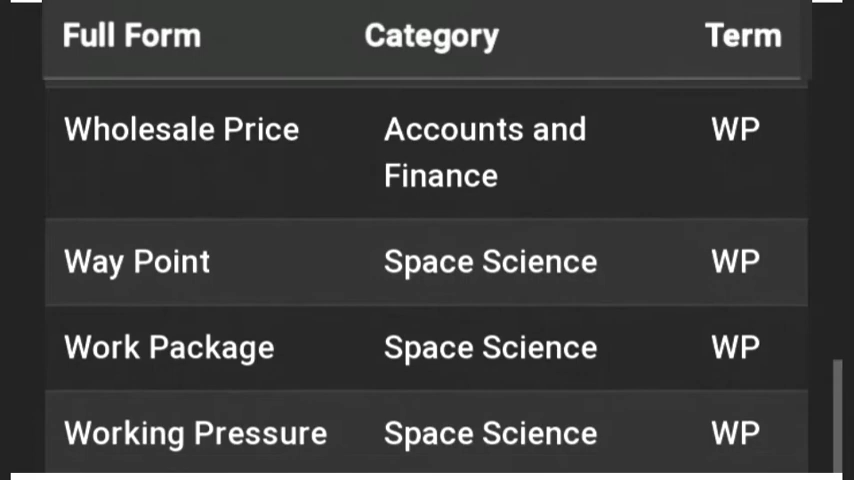 Full Form Category Term
Wholesale Price Accounts and WP
Finance
Way Point Space Science WP
Work Package Space Science WP
Working Pressure Space Science WP